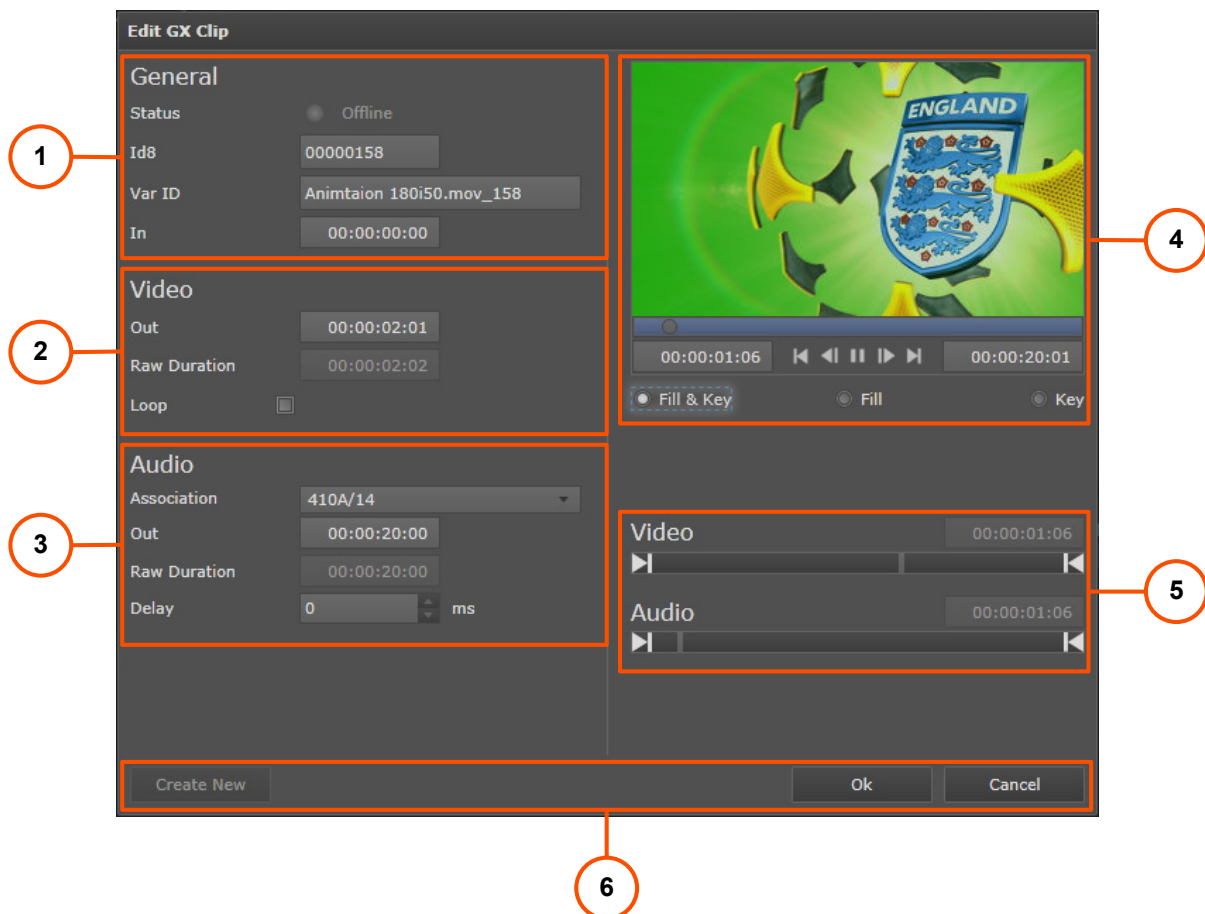 Edit GX Clip
General
Status Offline
Id8 00000158
Var ID Animtaion 180i50.mov_158
In 00:00:00:00
1
Video
Out 00:00:02:01
Raw Duration 00:00:02:02
Loop
2
Audio
Association 410A/14
Out 00:00:20:00
Raw Duration 00:00:20:00
Delay 0 ms
3
ENGLAND
00:00:01:06 00:00:20:01
Fill & Key Fill Key
4
Video 00:00:01:06
Audio 00:00:01:06
5
Create New Ok Cancel
6